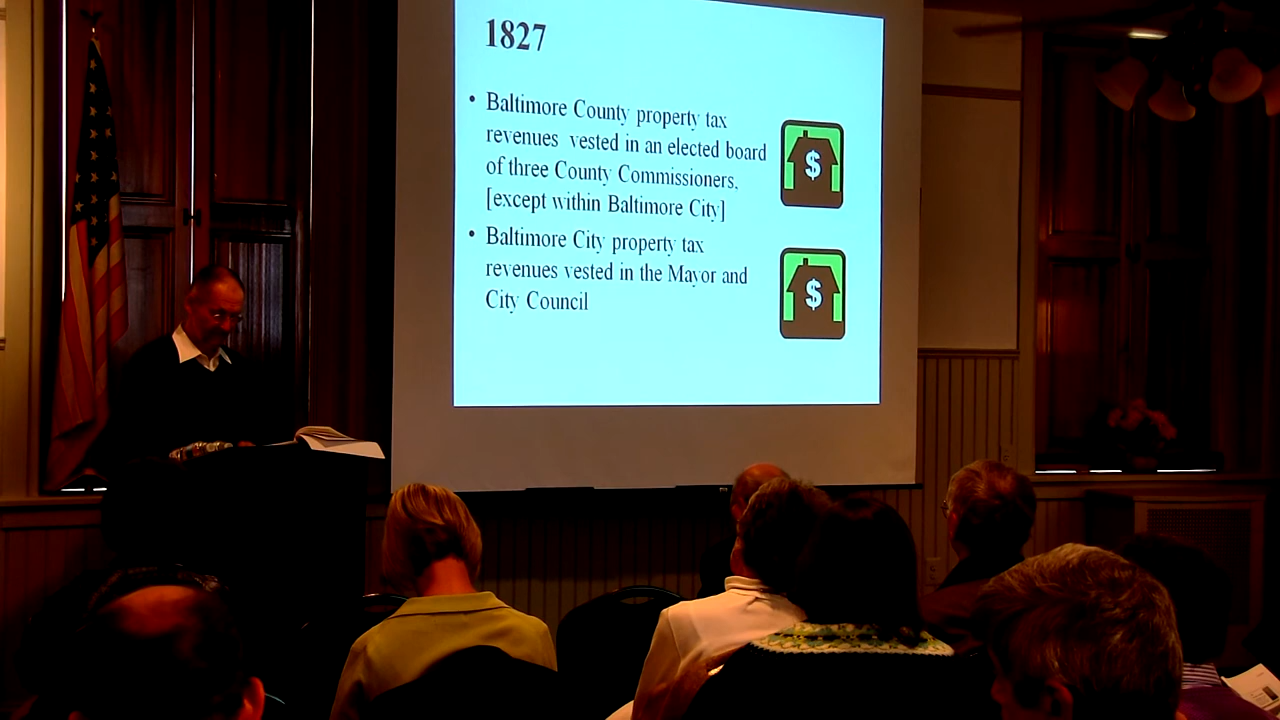 1827
• Baltimore County property tax
revenues vested in an elected board
of three County Commissioners,
[except within Baltimore City]
• Baltimore City property tax
revenues vested in the Mayor and
City Council
$
$